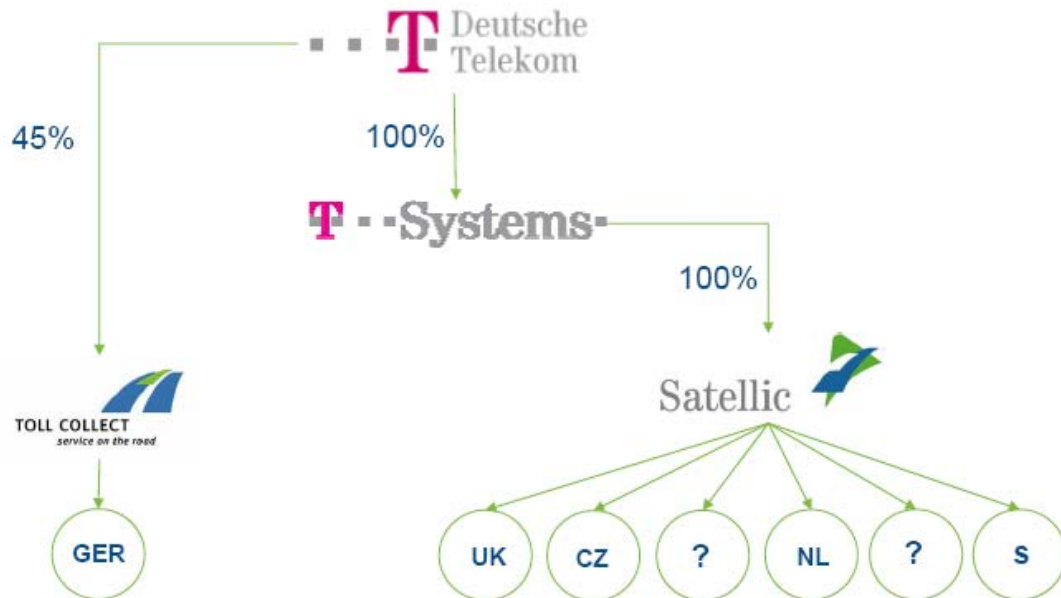 T Deutsche
Telekom
45%
100%
T Systems
100%
TOLL COLLECT
service on the road
Satellic
GER
UK
CZ
?
NL
?
S